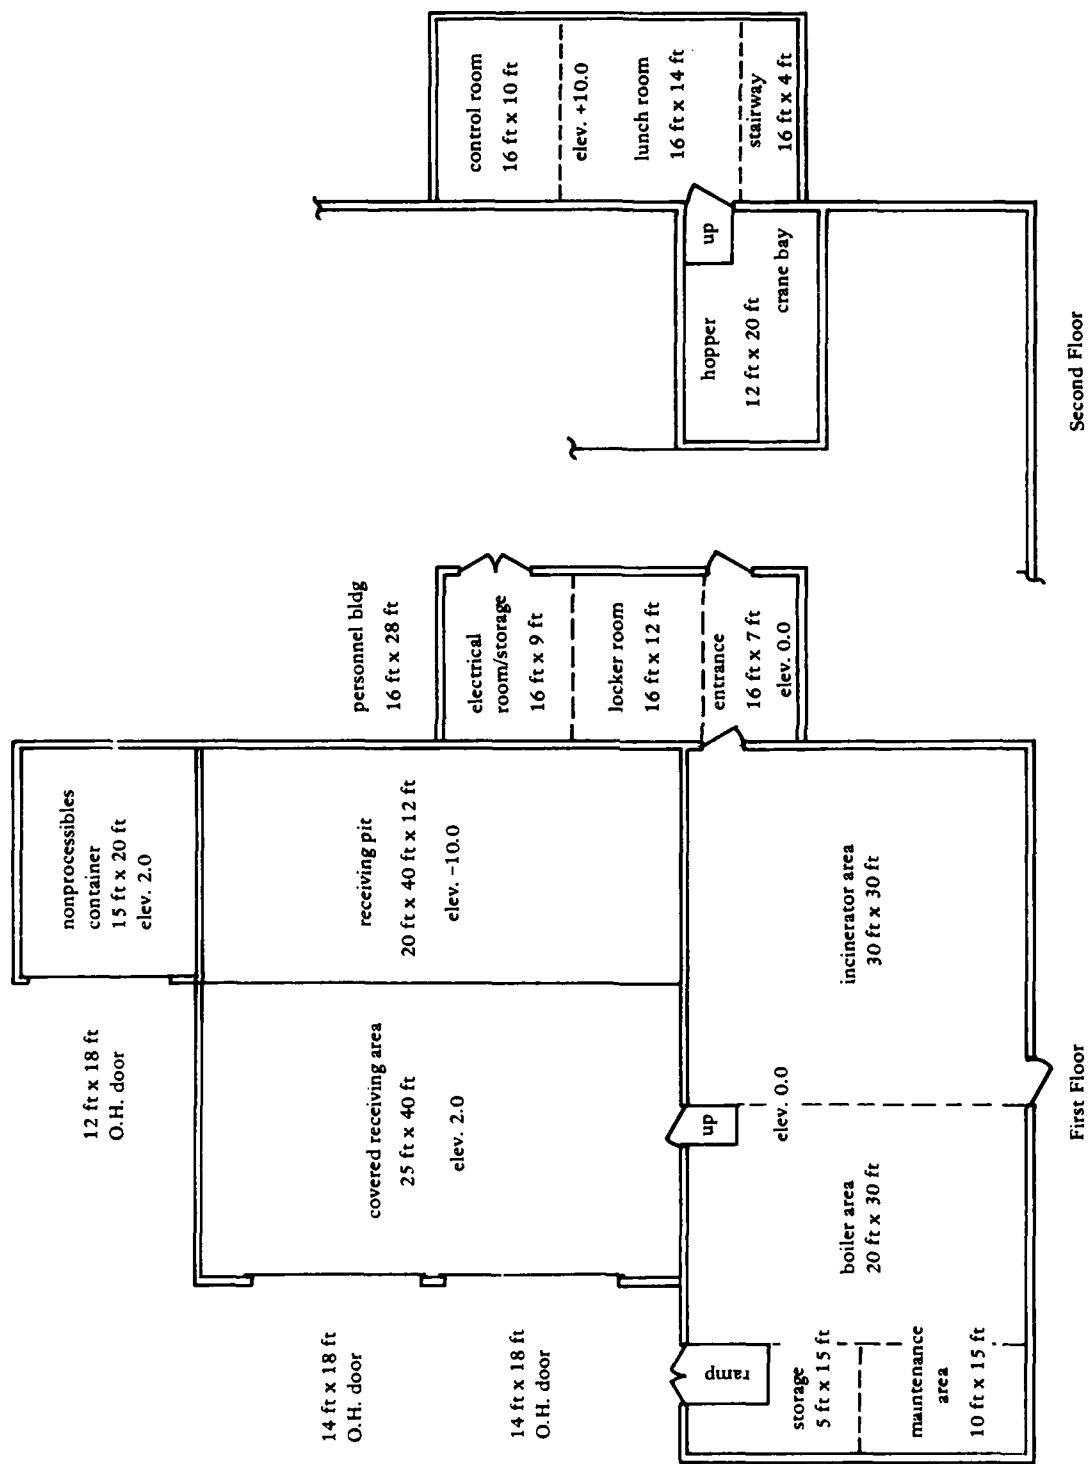 nonprocessibles
container
15 ft x 20 ft
elev. 2.0
12 ft x 18 ft
O.H. door
personnel bldg
16 ft x 28 ft
receiving pit
20 ft x 40 ft x 12 ft
elev. -10.0
covered receiving area
25 ft x 40 ft
elev. 2.0
14 ft x 18 ft
O.H. door
14 ft x 18 ft
O.H. door
electrical
room/storage
16 ft x 9 ft
locker room
16 ft x 12 ft
entrance
16 ft x 7 ft
elev. 0.0
incinerator area
30 ft x 30 ft
up
elev. 0.0
boiler area
20 ft x 30 ft
ramp
storage
5 ft x 15 ft
maintenance
area
10 ft x 15 ft
First Floor
control room
16 ft x 10 ft
elev. +10.0
lunch room
16 ft x 14 ft
stairway
16 ft x 4 ft
up
hopper
12 ft x 20 ft
crane bay
Second Floor